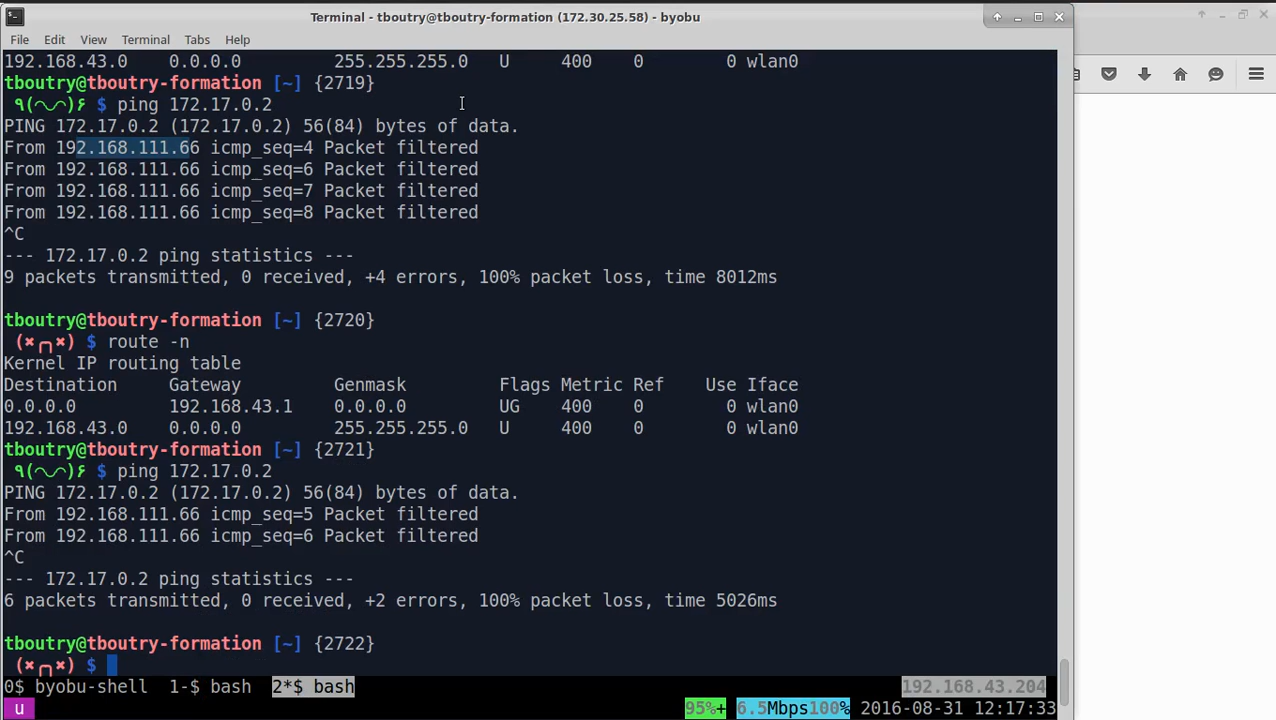 Terminal - tboutry@tboutry-formation (172.30.25.58) - byobu
File Edit View Terminal Tabs Help
192.168.43.0 0.0.0.0 255.255.255.0 U 400 0 0 wlan0
tboutry@tboutry-formation [~] {2719}
٩(◠◡◠)۶ $ ping 172.17.0.2
PING 172.17.0.2 (172.17.0.2) 56(84) bytes of data.
From 192.168.111.66 icmp_seq=4 Packet filtered
From 192.168.111.66 icmp_seq=6 Packet filtered
From 192.168.111.66 icmp_seq=7 Packet filtered
From 192.168.111.66 icmp_seq=8 Packet filtered
^C
--- 172.17.0.2 ping statistics ---
9 packets transmitted, 0 received, +4 errors, 100% packet loss, time 8012ms
tboutry@tboutry-formation [~] {2720}
(✖╭╮✖) $ route -n
Kernel IP routing table
Destination Gateway Genmask Flags Metric Ref Use Iface
0.0.0.0 192.168.43.1 0.0.0.0 UG 400 0 0 wlan0
192.168.43.0 0.0.0.0 255.255.255.0 U 400 0 0 wlan0
tboutry@tboutry-formation [~] {2721}
٩(◠◡◠)۶ $ ping 172.17.0.2
PING 172.17.0.2 (172.17.0.2) 56(84) bytes of data.
From 192.168.111.66 icmp_seq=5 Packet filtered
From 192.168.111.66 icmp_seq=6 Packet filtered
^C
--- 172.17.0.2 ping statistics ---
6 packets transmitted, 0 received, +2 errors, 100% packet loss, time 5026ms
tboutry@tboutry-formation [~] {2722}
(✖╭╮✖) $
0$ byobu-shell 1-$ bash 2*$ bash 192.168.43.204
u 95%+ 6.5Mbps100% 2016-08-31 12:17:33